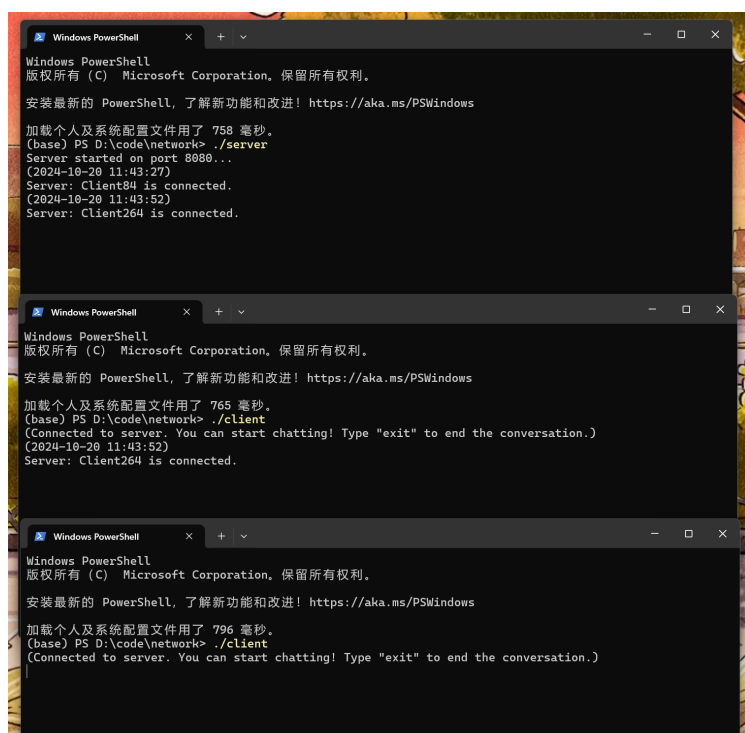 Windows PowerShell
Windows PowerShell
版权所有 (C) Microsoft Corporation。保留所有权利。
安装最新的 PowerShell，了解新功能和改进！https://aka.ms/PSWindows
加载个人及系统配置文件用了 758 毫秒。
(base) PS D:\code\network> ./server
Server started on port 8080...
(2024-10-20 11:43:27)
Server: Client84 is connected.
(2024-10-20 11:43:52)
Server: Client264 is connected.
Windows PowerShell
Windows PowerShell
版权所有 (C) Microsoft Corporation。保留所有权利。
安装最新的 PowerShell，了解新功能和改进！https://aka.ms/PSWindows
加载个人及系统配置文件用了 765 毫秒。
(base) PS D:\code\network> ./client
(Connected to server. You can start chatting! Type "exit" to end the conversation.)
(2024-10-20 11:43:52)
Server: Client264 is connected.
Windows PowerShell
Windows PowerShell
版权所有 (C) Microsoft Corporation。保留所有权利。
安装最新的 PowerShell，了解新功能和改进！https://aka.ms/PSWindows
加载个人及系统配置文件用了 796 毫秒。
(base) PS D:\code\network> ./client
(Connected to server. You can start chatting! Type "exit" to end the conversation.)